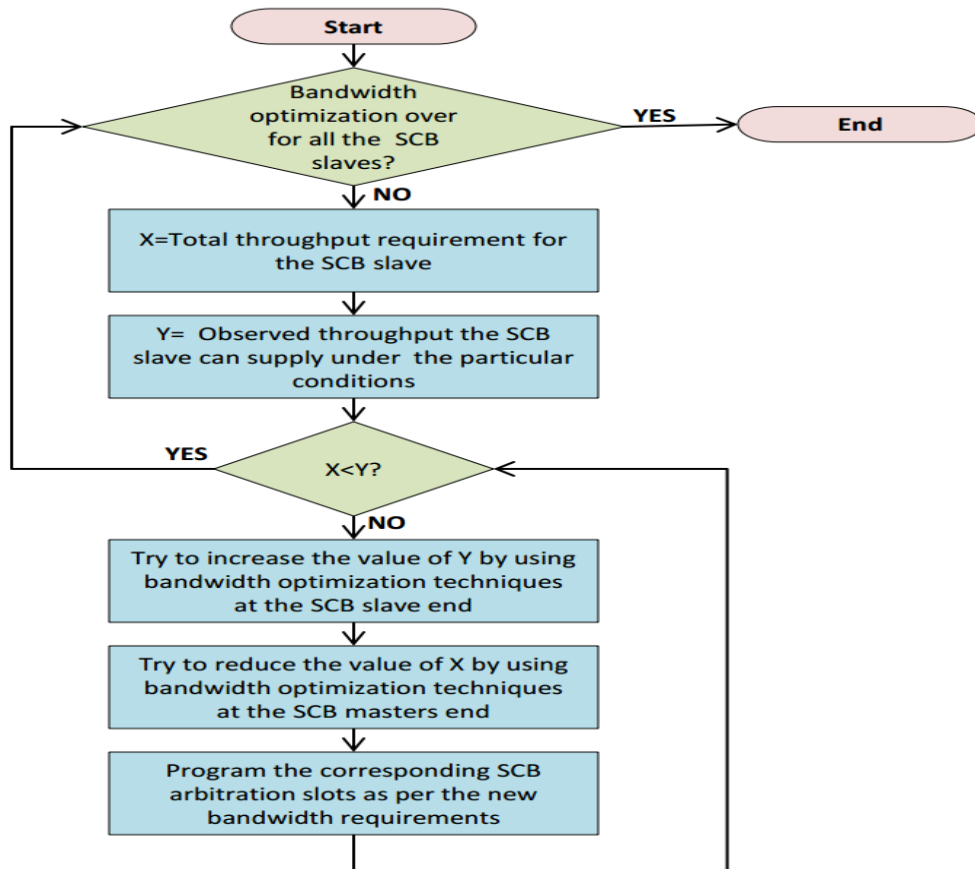 Start
Bandwidth
optimization over
for all the SCB
slaves?
YES
End
NO
X=Total throughput requirement for
the SCB slave
Y= Observed throughput the SCB
slave can supply under the particular
conditions
YES
X<Y?
NO
Try to increase the value of Y by using
bandwidth optimization techniques
at the SCB slave end
Try to reduce the value of X by using
bandwidth optimization techniques
at the SCB masters end
Program the corresponding SCB
arbitration slots as per the new
bandwidth requirements